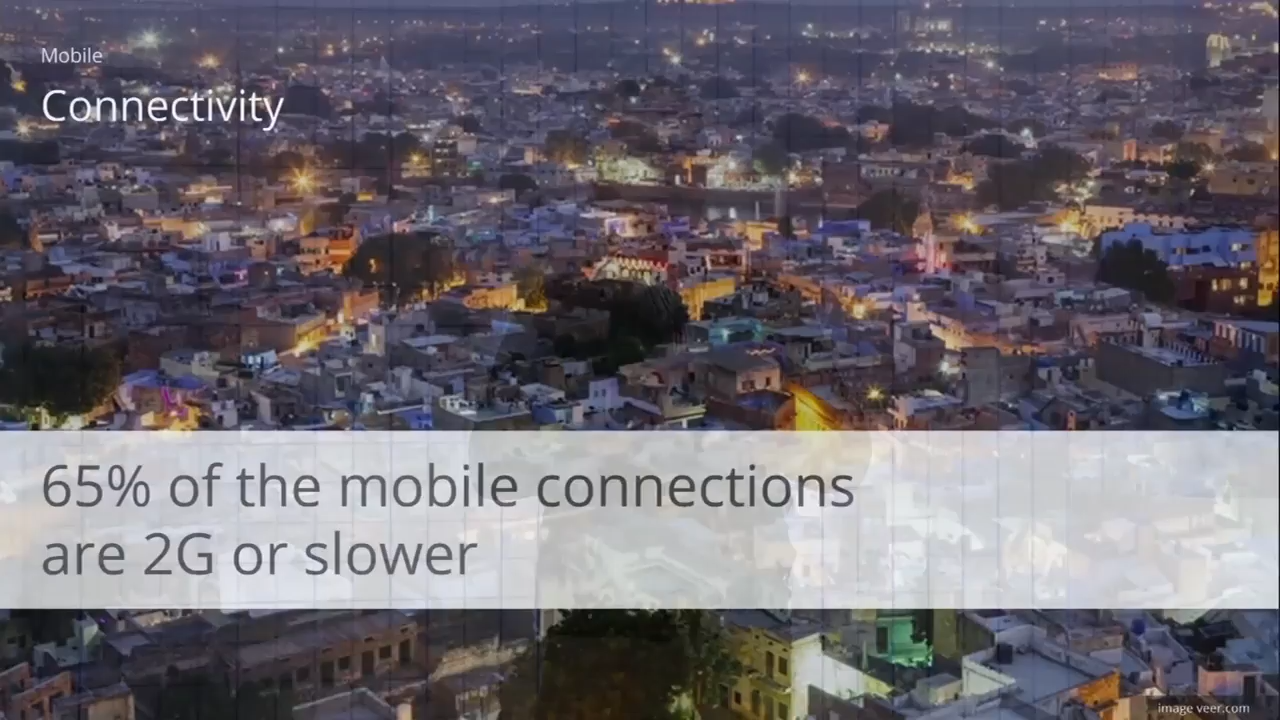 Mobile
Connectivity
65% of the mobile connections
are 2G or slower
image veer.com